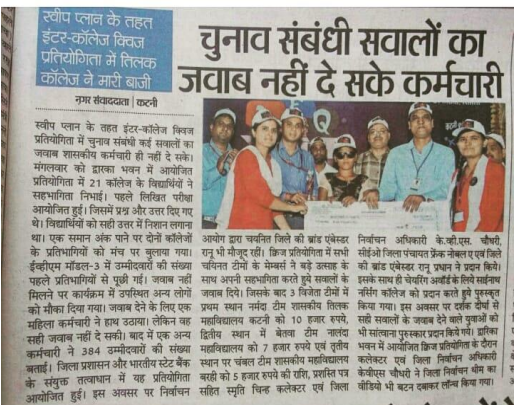 स्वीप प्लान के तहत
इंटर-कॉलेज क्विज
प्रतियोगिता में तिलक
कॉलेज ने मारी बाजी
चुनाव संबंधी सवालों का
जवाब नहीं दे सके कर्मचारी
नगर संवाददाता | कटनी
स्वीप प्लान के तहत इंटर-कॉलेज क्विज
प्रतियोगिता में चुनाव संबंधी कई सवालों का
जवाब शासकीय कर्मचारी ही नहीं दे सके।
मंगलवार को द्वारका भवन में आयोजित
प्रतियोगिता में 21 कॉलेज के विद्यार्थियों ने
सहभागिता निभाई। पहले लिखित परीक्षा
आयोजित हुई। जिसमें प्रश्न और उत्तर दिए गए
थे। विद्यार्थियों को सही उत्तर में निशान लगाना
था। एक समान अंक पाने पर दोनों कॉलेजों
के प्रतिभागियों को मंच पर बुलाया गया।
ईव्हीएम मॉडल-3 में उम्मीदवारों की संख्या
पहले प्रतिभागियों से पूछी गई। जवाब नहीं
मिलने पर कार्यक्रम में उपस्थित अन्य लोगों
को मौका दिया गया। जवाब देने के लिए एक
महिला कर्मचारी ने हाथ उठाया। लेकिन वह
सही जवाब नहीं दे सकी। बाद में एक अन्य
कर्मचारी ने 384 उम्मीदवारों की संख्या
बताई। जिला प्रशासन और भारतीय स्टेट बैंक
के संयुक्त तत्वाधान में यह प्रतियोगिता
आयोजित हुई। इस अवसर पर निर्वाचन
आयोग द्वारा चयनित जिले की ब्रांड एंबेस्डर
रानू भी मौजूद रहीं। क्विज प्रतियोगिता में सभी
चयनित टीमों के मेम्बर्स ने बड़े उत्साह के
साथ अपनी सहभागिता करते हुये सवालों के
जवाब दिये। जिसके बाद 3 विजेता टीमों में
प्रथम स्थान नर्मदा टीम शासकीय तिलक
महाविद्यालय कटनी को 10 हजार रुपये,
द्वितीय स्थान में बेतवा टीम नालंदा
महाविद्यालय को 7 हजार रुपये एवं तृतीय
स्थान पर चंबल टीम शासकीय महाविद्यालय
बरही को 5 हजार रुपये की राशि, प्रशस्ति पत्र
सहित स्मृति चिन्ह कलेक्टर एवं जिला
निर्वाचन अधिकारी के.व्ही.एस. चौधरी,
सीईओ जिला पंचायत फ्रेंक नोबल ए एवं जिले
की ब्रांड एंबेस्डर रानू प्रधान ने प्रदान किये।
इसके साथ ही चेयरिंग अवॉर्ड के लिये साईनाथ
नर्सिंग कॉलेज को प्रदान करते हुये पुरुस्कृत
किया गया। इस अवसर पर दर्शक दीर्घा से
सही सवालों के जवाब देने वाले युवाओं को
भी सांत्वना पुरुस्कार प्रदान किये गये। द्वारिका
भवन में आयोजित क्विज प्रतियोगिता के दौरान
कलेक्टर एवं जिला निर्वाचन अधिकारी
केवीएस चौधरी ने जिला निर्वाचन थीम का
वीडियो भी बटन दबाकर लॉन्च किया गया।